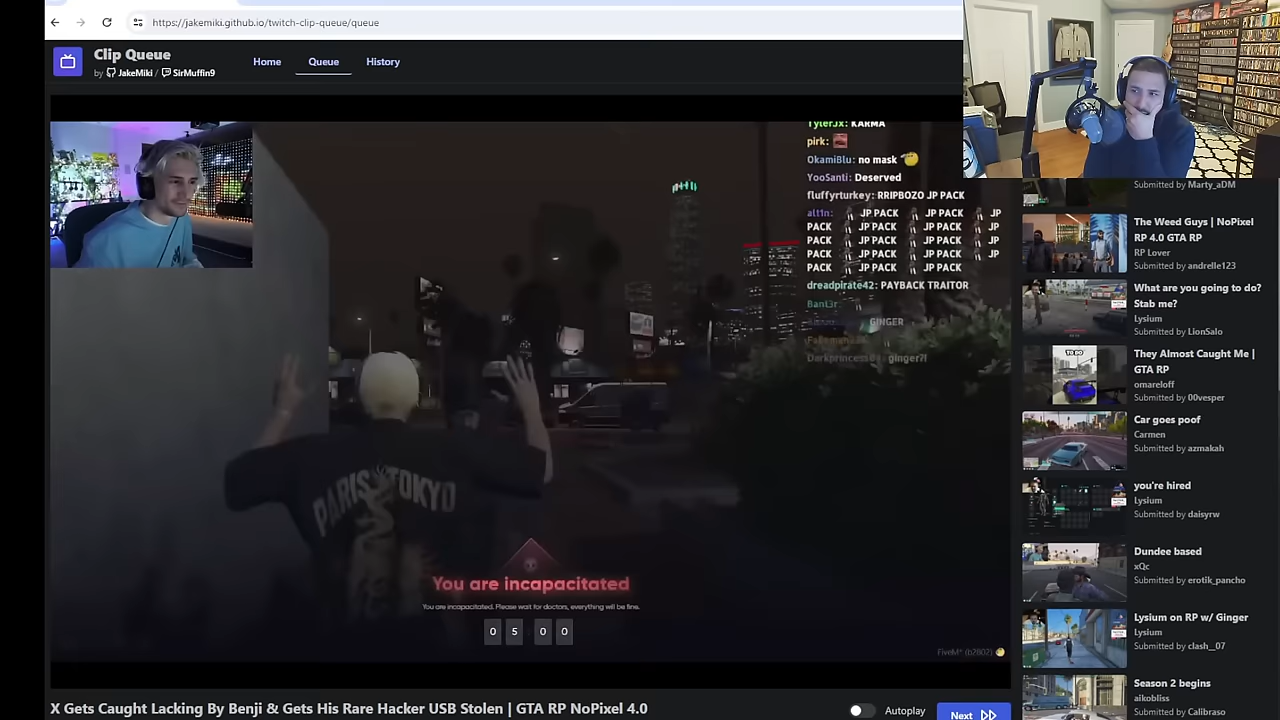 https://jakemiki.github.io/twitch-clip-queue/queue
Clip Queue
by JakeMiki / SirMuffin9
Home
Queue
History
TylerJx: KARMA
pirk:
OkamiBlu: no mask
YooSanti: Deserved
fluffyturkey: RRIPBOZO JP PACK
alt1n: JP PACK JP PACK JP
PACK JP PACK JP PACK JP
PACK JP PACK JP PACK JP
PACK JP PACK JP PACK JP
PACK JP PACK JP PACK
dreadpirate42: PAYBACK TRAITOR
Ban13r
GINGER
ginger?!
TOKYO
You are incapacitated
You are incapacitated. Please wait for doctors, everything will be fine.
0 5 0 0
FiveM* (b2802)
X Gets Caught Lacking By Benji & Gets His Rare Hacker USB Stolen | GTA RP NoPixel 4.0
Autoplay
Next
Submitted by Marty_aDM
The Weed Guys | NoPixel
RP 4.0 GTA RP
RP Lover
Submitted by andrelle123
What are you going to do?
Stab me?
Lysium
Submitted by LionSalo
TO DO
They Almost Caught Me |
GTA RP
omareloff
Submitted by 00vesper
Car goes poof
Carmen
Submitted by azmakah
you're hired
Lysium
Submitted by daisyrw
Dundee based
xQc
Submitted by erotik_pancho
Lysium on RP w/ Ginger
Lysium
Submitted by clash__07
Season 2 begins
aikobliss
Submitted by Calibraso